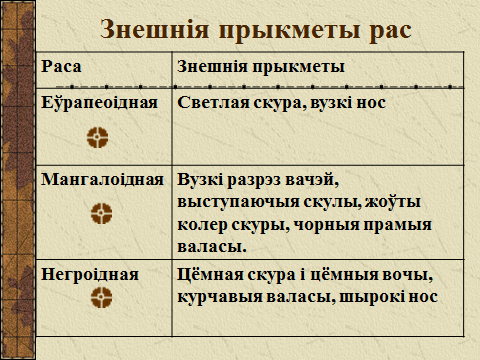 Знешнія прыкметы рас
Раса
Знешнія прыкметы
Еўрапеоідная
Светлая скура, вузкі нос
Мангалоідная
Вузкі разрэз вачэй,
выступаючыя скулы, жоўты
колер скуры, чорныя прамыя
валасы.
Негроідная
Цёмная скура і цёмныя вочы,
курчавыя валасы, шырокі нос